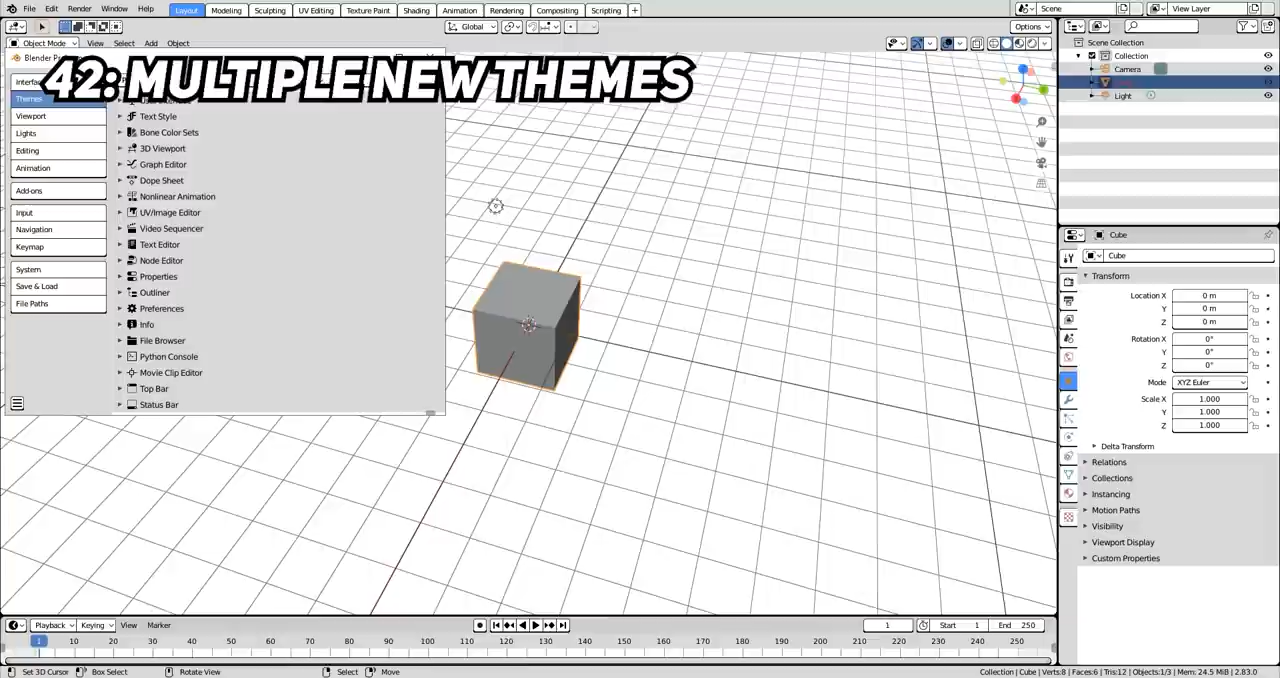 File Edit Render Window Help Layout Modeling Sculpting UV Editing Texture Paint Shading Animation Rendering Compositing Scripting + Scene View Layer
Global Options
Object Mode View Select Add Object
Scene Collection
Collection
Camera
Light
Blender
42: MULTIPLE NEW THEMES
Themes
Viewport
Lights
Editing
Animation
Add-ons
Input
Navigation
Keymap
System
Save & Load
File Paths
Text Style
Bone Color Sets
3D Viewport
Graph Editor
Dope Sheet
Nonlinear Animation
UV/Image Editor
Video Sequencer
Text Editor
Node Editor
Properties
Outliner
Preferences
Info
File Browser
Python Console
Movie Clip Editor
Top Bar
Status Bar
Cube
Cube
Transform
Location X 0 m
Y 0 m
Z 0 m
Rotation X 0°
Y 0°
Z 0°
Mode XYZ Euler
Scale X 1.000
Y 1.000
Z 1.000
Delta Transform
Relations
Collections
Instancing
Motion Paths
Visibility
Viewport Display
Custom Properties
Playback Keying View Marker 1 Start 1 End 250
1 10 20 30 40 50 60 70 80 90 100 110 120 130 140 150 160 170 180 190 200 210 220 230 240 250
Set 3D Cursor Box Select Rotate View Select Move Collection | Cube | Verts:8 | Faces:6 | Tris:12 | Objects:1/3 | Mem: 24.5 MiB | 2.83.0